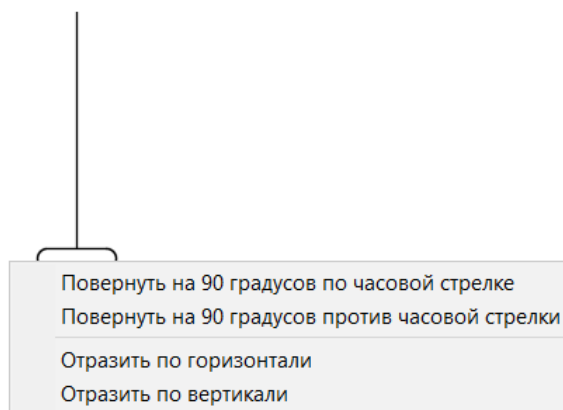 Повернуть на 90 градусов по часовой стрелке
Повернуть на 90 градусов против часовой стрелки
Отразить по горизонтали
Отразить по вертикали